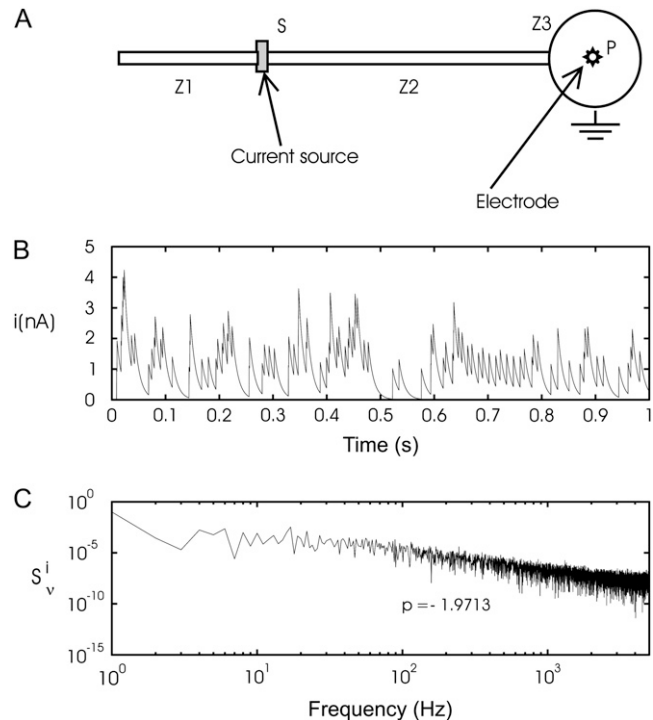 A
S
Z3
P
Z1
Z2
Current source
Electrode
B
5
4
i(nA)
3
2
1
0
0 0.1 0.2 0.3 0.4 0.5 0.6 0.7 0.8 0.9 1
Time (s)
C
10^0
10^-5
S_ν^i
10^-10
p = - 1.9713
10^-15
10^0 10^1 10^2 10^3
Frequency (Hz)